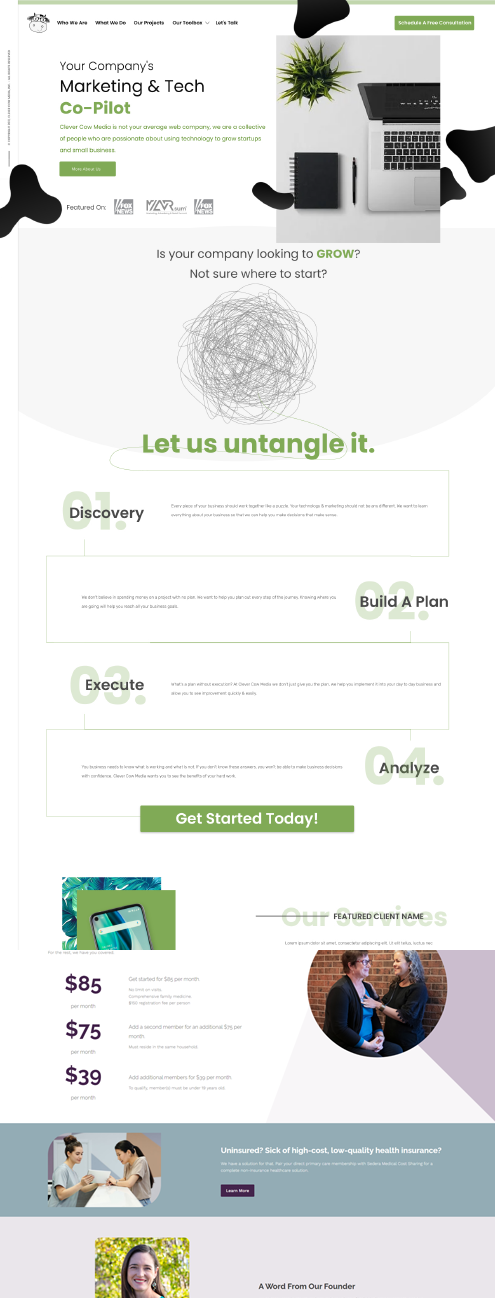 Who We Are What We Do Our Projects Our Toolbox Let's Talk
Schedule A Free Consultation
Your Company's
Marketing & Tech
Co-Pilot
Clever Cow Media is not your average web company, we are a collective
of people who are passionate about using technology to grow startups
and small business.
More About Us
Featured On:
FOX
NEWS
FOX
NEWS
Is your company looking to GROW?
Not sure where to start?
Let us untangle it.
01.
Discovery
Every piece of your business should work together like a puzzle. Your technology & marketing should not be any different. We want to learn
everything about your business so that we can help you make decisions that make sense.
02.
Build A Plan
We don't believe in spending money on a project with no plan. We want to help you plan out every step of the journey. Knowing where you
are going will help you reach all your business goals.
03.
Execute
What's a plan without execution? At Clever Cow Media we don't just give you the plan, we help you implement it into your day to day business and
allow you to see improvement quickly & easily.
04.
Analyze
You business needs to know what is working and what is not. If you don't know these answers, you won't be able to make business decisions
with confidence. Clever Cow Media wants you to see the benefits of your hard work.
Get Started Today!
Our Services
FEATURED CLIENT NAME
Lorem ipsum dolor sit amet, consectetur adipiscing elit. Ut elit tellus, luctus nec
For the rest, we have you covered.
$85
per month
Get started for $85 per month
No limit on visits
Comprehensive family medicine
$100 registration fee per person
$75
per month
Add a second member for an additional $75 per
month.
Must reside in the same household
$39
per month
Add additional members for $39 per month
To qualify, member(s) must be under 19 years old
Uninsured? Sick of high-cost, low-quality health insurance?
We have a solution for that. Pair your direct primary care membership with Sedera Medical Cost Sharing for a
complete non-insurance healthcare solution.
Learn More
A Word From Our Founder